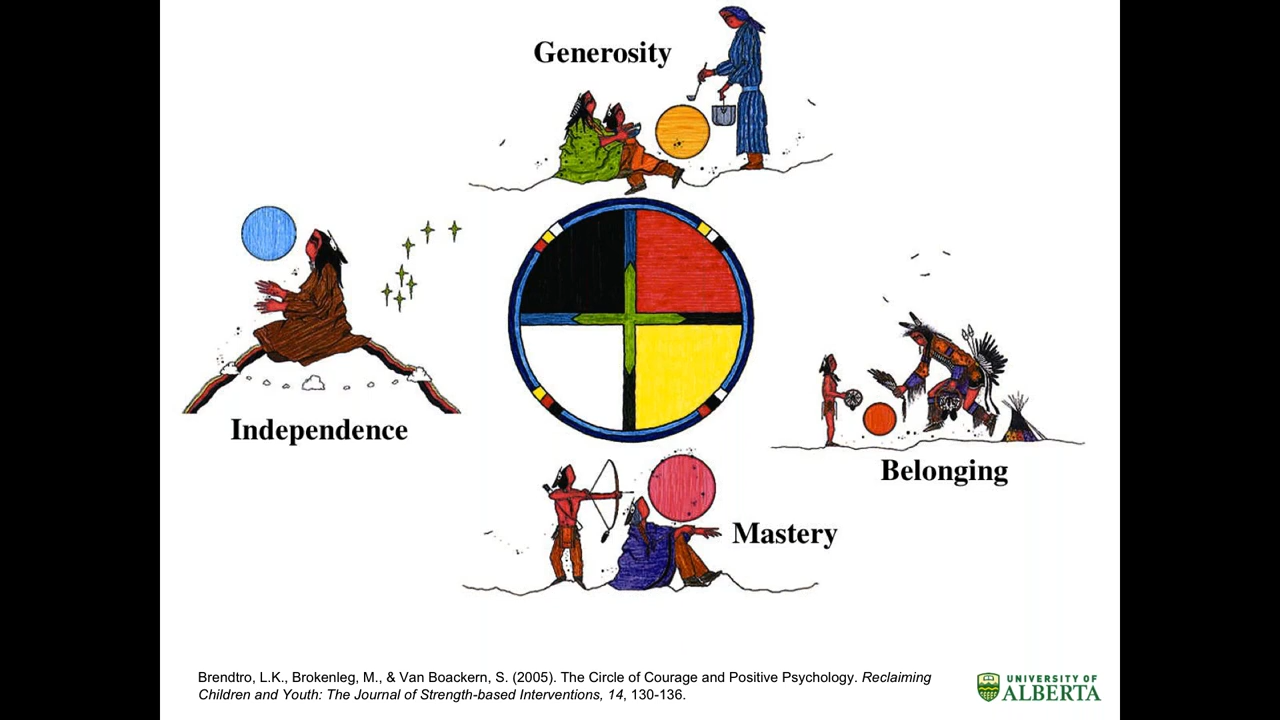 Generosity
Independence
Belonging
Mastery
Brendtro, L.K., Brokenleg, M., & Van Boackern, S. (2005). The Circle of Courage and Positive Psychology. Reclaiming
Children and Youth: The Journal of Strength-based Interventions, 14, 130-136.
UNIVERSITY OF
ALBERTA